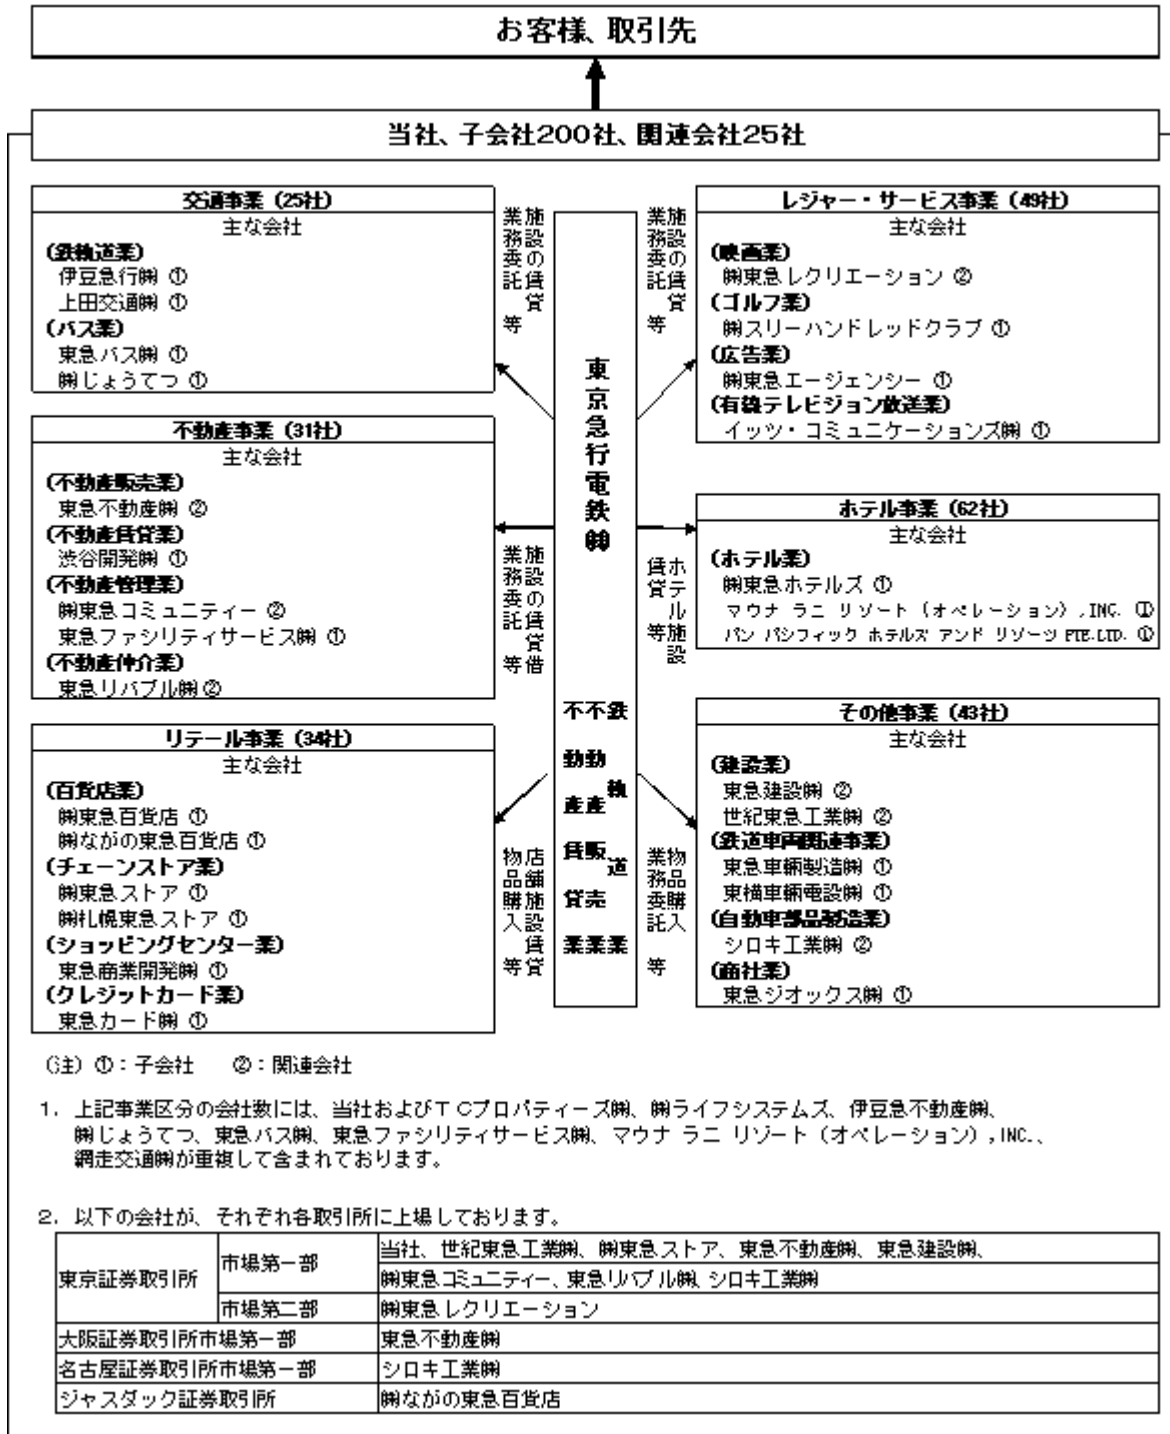 お客様、取引先
当社、子会社200社、関連会社25社
交通事業（25社）
主な会社
(鉄軌道業)
伊豆急行㈱ ①
上田交通㈱ ①
(バス業)
東急バス㈱ ①
㈱じょうてつ ①
施設の賃貸
業務委託 等
不動産事業（31社）
主な会社
(不動産販売業)
東急不動産㈱ ②
(不動産賃貸業)
渋谷開発㈱ ①
(不動産管理業)
㈱東急コミュニティー ②
東急ファシリティサービス㈱ ①
(不動産仲介業)
東急リバブル㈱ ②
施設の賃貸借
業務委託 等
リテール事業（34社）
主な会社
(百貨店業)
㈱東急百貨店 ①
㈱ながの東急百貨店 ①
(チェーンストア業)
㈱東急ストア ①
㈱札幌東急ストア ①
(ショッピングセンター業)
東急商業開発㈱ ①
(クレジットカード業)
東急カード㈱ ①
店舗施設賃貸
物品購入 等
東京急行電鉄㈱
鉄軌道業
不動産販売業
不動産賃貸業
レジャー・サービス事業（49社）
主な会社
(映画業)
㈱東急レクリエーション ②
(ゴルフ業)
㈱スリーハンドレッドクラブ ①
(広告業)
㈱東急エージェンシー ①
(有線テレビジョン放送業)
イッツ・コミュニケーションズ㈱ ①
施設の賃貸
業務委託 等
ホテル事業（62社）
主な会社
(ホテル業)
㈱東急ホテルズ ①
マウナ ラニ リゾート（オペレーション）,INC. ①
パン パシフィック ホテルズ アンド リゾーツ PTE.LTD. ①
ホテル施設
賃貸 等
その他事業（43社）
主な会社
(建設業)
東急建設㈱ ②
世紀東急工業㈱ ②
(鉄道車両関連事業)
東急車輛製造㈱ ①
東横車輛電設㈱ ①
(自動車部品製造業)
シロキ工業㈱ ②
(商社業)
東急ジオックス㈱ ①
物品購入
業務委託 等
(注) ①：子会社　②：関連会社
1. 上記事業区分の会社数には、当社およびＴＣプロパティーズ㈱、㈱ライフシステムズ、伊豆急不動産㈱、
㈱じょうてつ、東急バス㈱、東急ファシリティサービス㈱、マウナ ラニ リゾート（オペレーション）,INC.、
網走交通㈱が重複して含まれております。
2. 以下の会社が、それぞれ各取引所に上場しております。
東京証券取引所 市場第一部 当社、世紀東急工業㈱、㈱東急ストア、東急不動産㈱、東急建設㈱、
㈱東急コミュニティー、東急リバブル㈱、シロキ工業㈱
市場第二部 ㈱東急レクリエーション
大阪証券取引所市場第一部 東急不動産㈱
名古屋証券取引所市場第一部 シロキ工業㈱
ジャスダック証券取引所 ㈱ながの東急百貨店